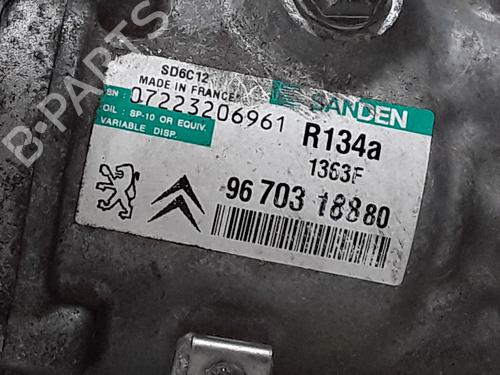 SD6C12
MADE IN FRANCE
SANDEN
SN: 07223206961
OIL: SP-10 OR EQUIV.
VARIABLE DISP.
R134a
1363F
96 703 18880
B-PARTS